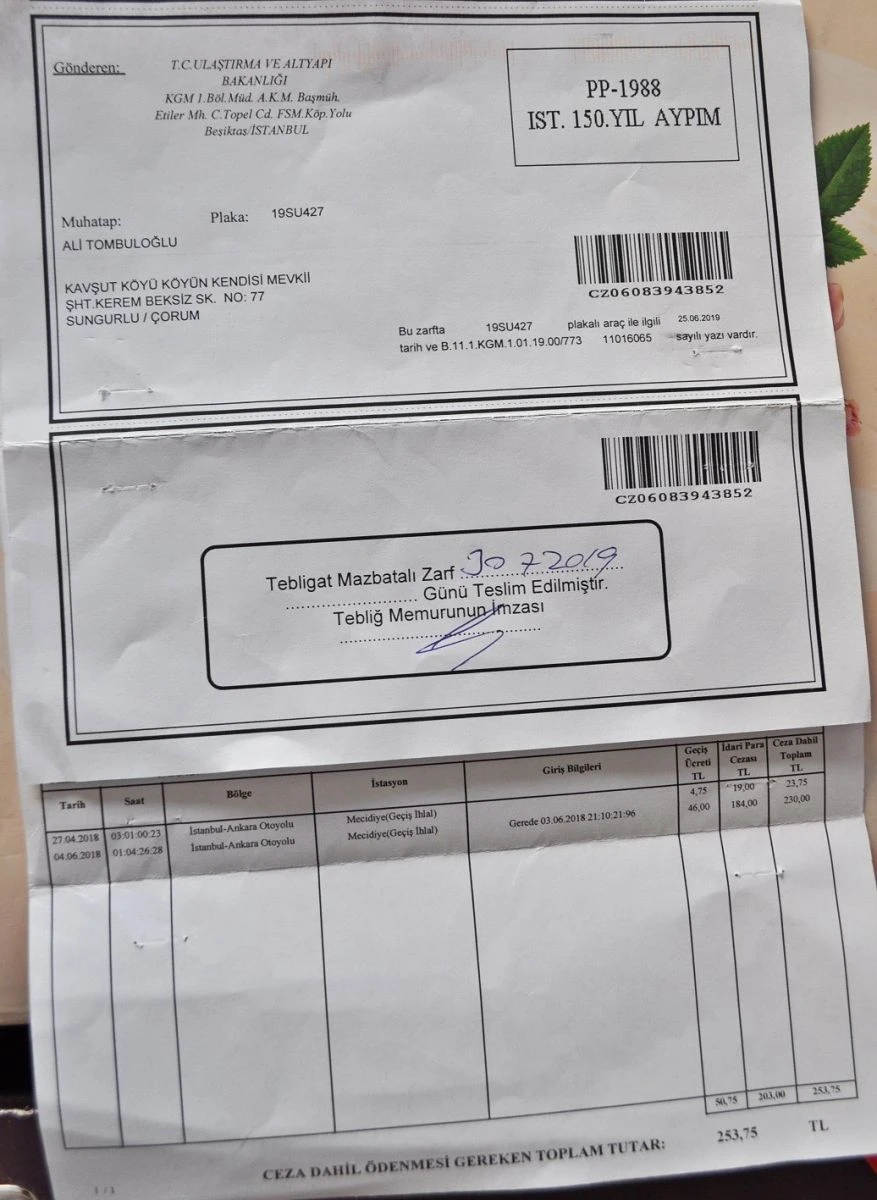 Gönderen:
T.C.ULAŞTIRMA VE ALTYAPI
BAKANLIĞI
KGM 1.Böl.Müd. A.K.M. Başmüh.
Etiler Mh. C.Topel Cd. FSM.Köp.Yolu
Beşiktaş/İSTANBUL
PP-1988
IST. 150.YIL AYPIM
Muhatap: Plaka: 19SU427
ALİ TOMBULOĞLU
KAVŞUT KÖYÜ KÖYÜN KENDİSİ MEVKİİ
ŞHT.KEREM BEKSİZ SK. NO: 77
SUNGURLU / ÇORUM
CZ06083943852
Bu zarfta 19SU427 plakalı araç ile ilgili 25.06.2019
tarih ve B.11.1.KGM.1.01.19.00/773 11016065 sayılı yazı vardır.
CZ06083943852
Tebligat Mazbatalı Zarf 30 7 2019
Günü Teslim Edilmiştir.
Tebliğ Memurunun İmzası
Tarih Saat Bölge İstasyon Giriş Bilgileri Geçiş Ücreti TL İdari Para Cezası TL Ceza Dahil Toplam TL
27.04.2018 03:01:00:23 İstanbul-Ankara Otoyolu Mecidiye(Geçiş İhlal) 4,75 19,00 23,75
04.06.2018 01:04:26:28 İstanbul-Ankara Otoyolu Mecidiye(Geçiş İhlal) Gerede 03.06.2018 21:10:21:96 46,00 184,00 230,00
50,75 203,00 253,75
CEZA DAHİL ÖDENMESİ GEREKEN TOPLAM TUTAR: 253,75 TL
1 / 1